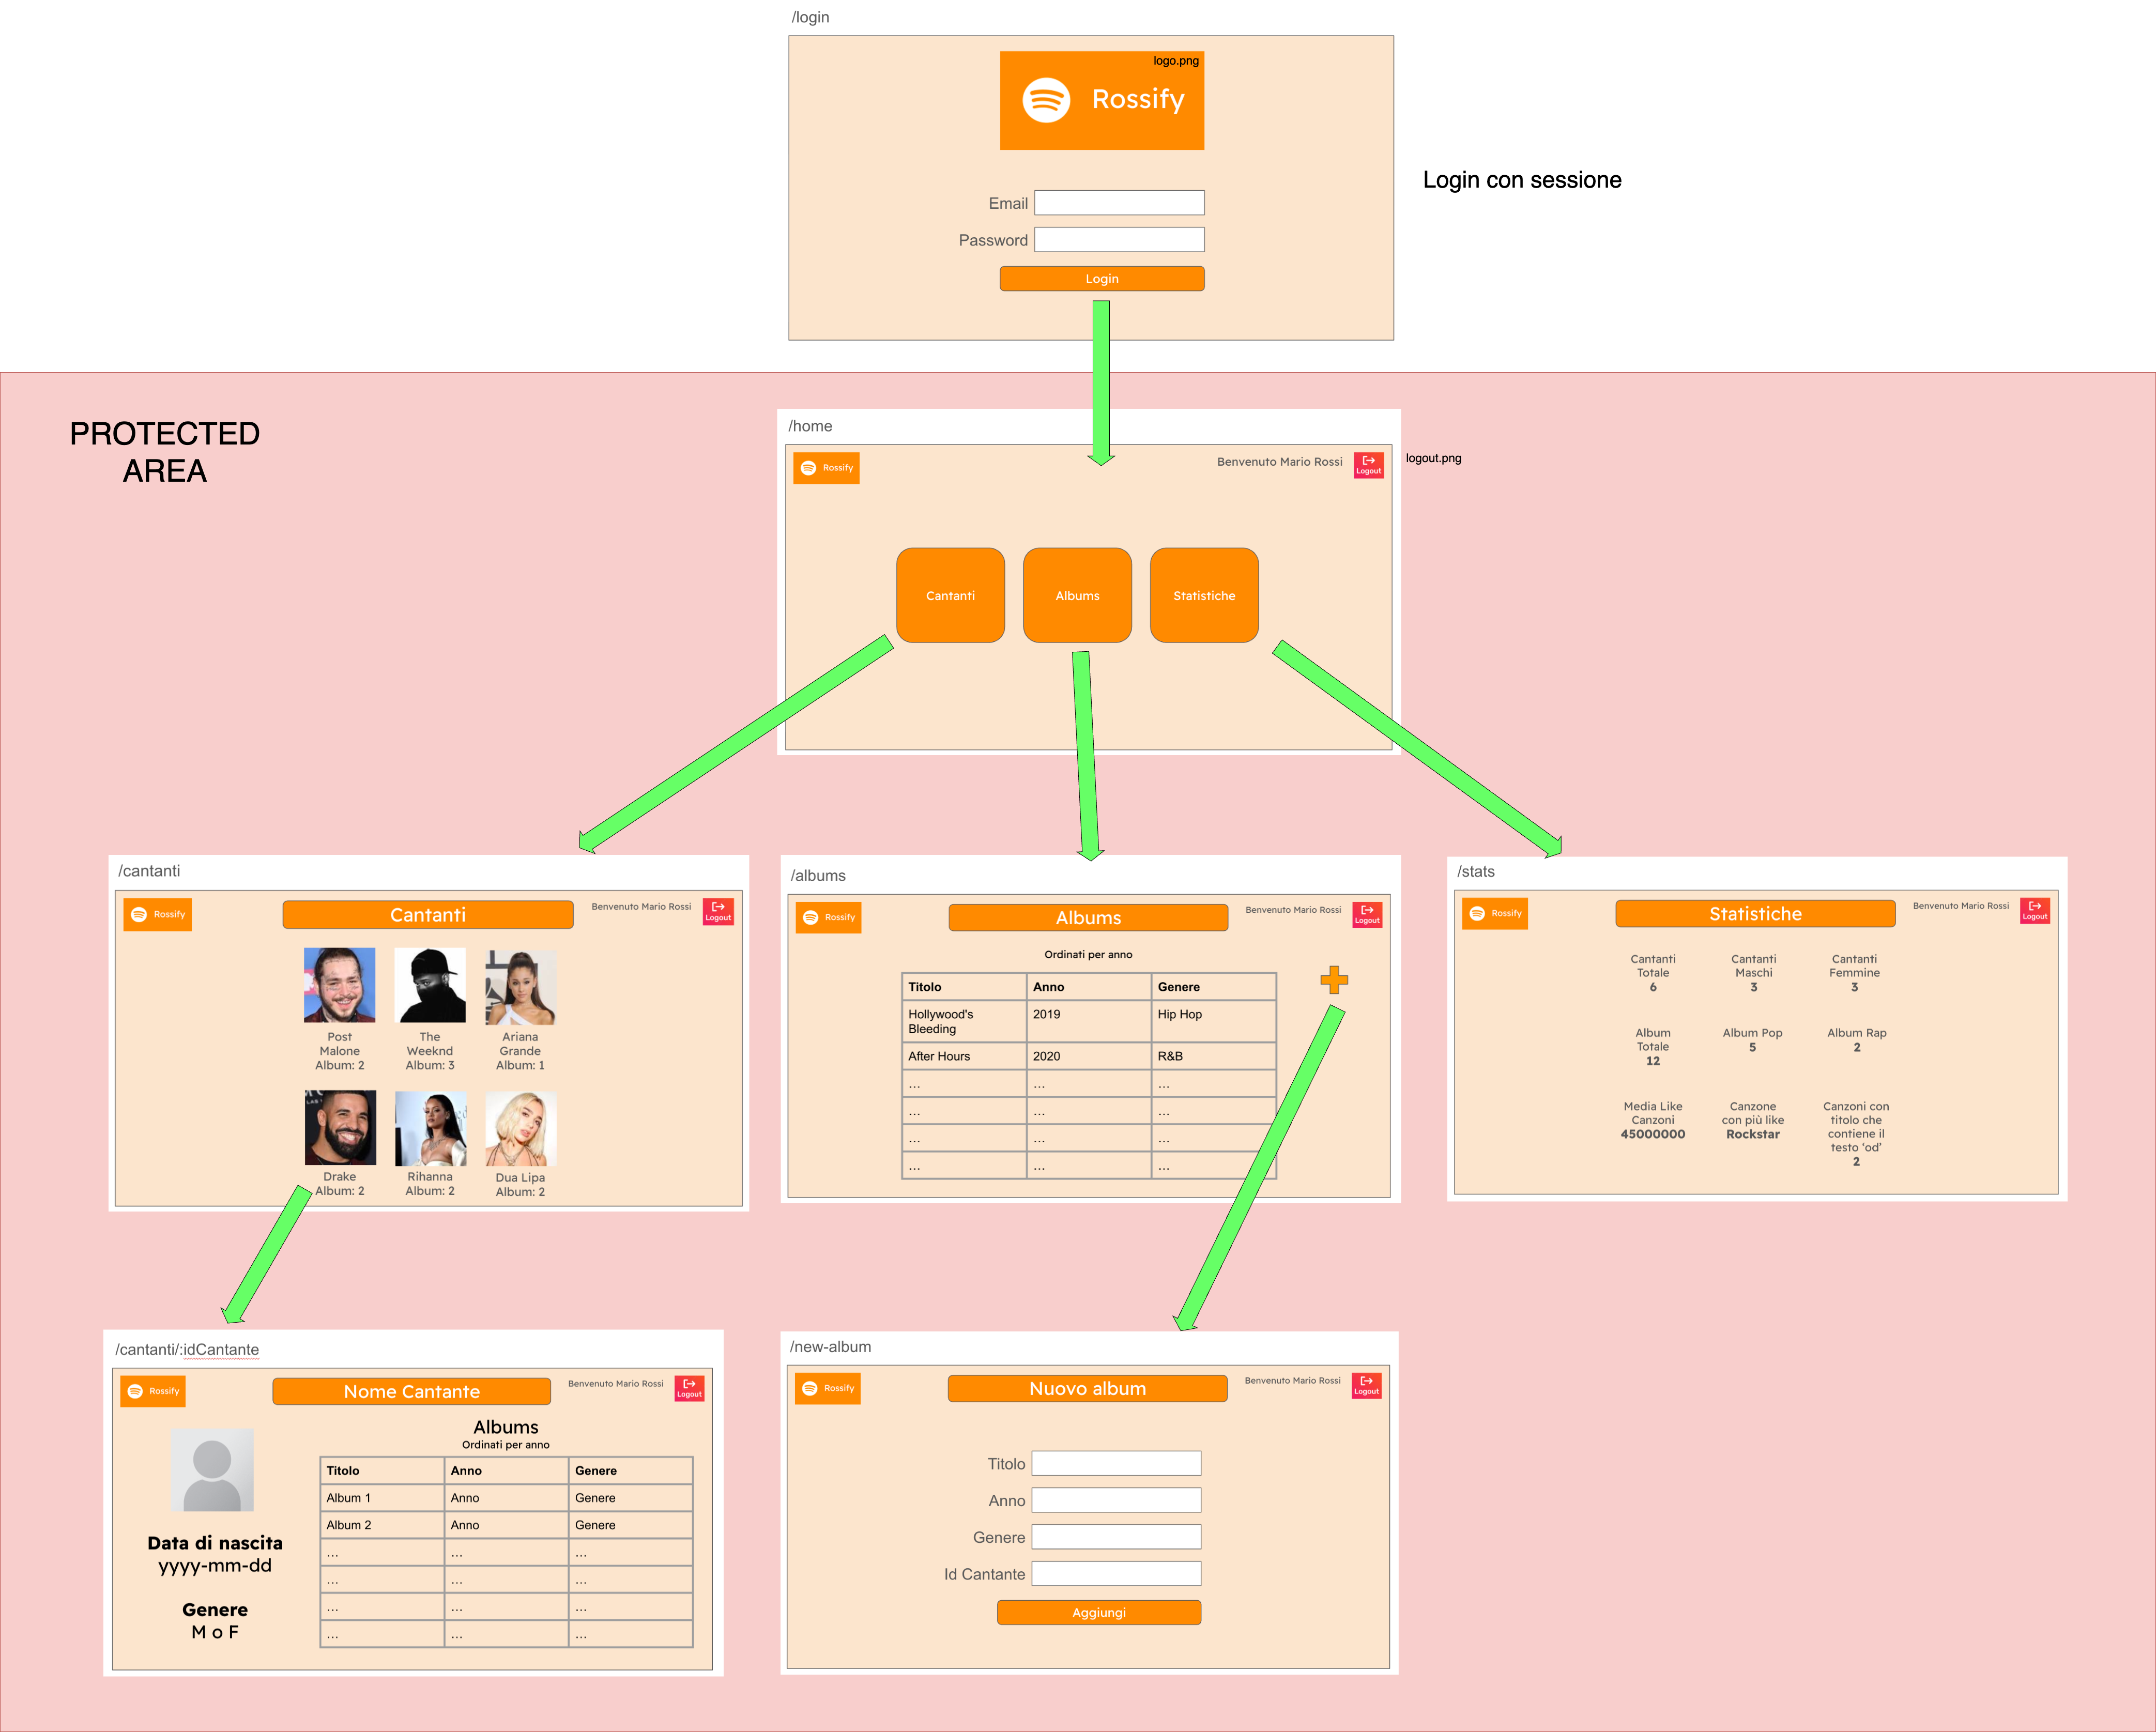 /login
logo.png
Rossify
Login con sessione
Email
Password
Login
PROTECTED
AREA
/home
Rossify
Benvenuto Mario Rossi
Logout
logout.png
Cantanti
Albums
Statistiche
/cantanti
Rossify
Cantanti
Benvenuto Mario Rossi
Logout
Post
Malone
Album: 2
The
Weeknd
Album: 3
Ariana
Grande
Album: 1
Drake
Album: 2
Rihanna
Album: 2
Dua Lipa
Album: 2
/albums
Rossify
Albums
Benvenuto Mario Rossi
Logout
Ordinati per anno
Titolo Anno Genere
Hollywood's
Bleeding 2019 Hip Hop
After Hours 2020 R&B
... ... ...
... ... ...
... ... ...
... ... ...
/stats
Rossify
Statistiche
Benvenuto Mario Rossi
Logout
Cantanti
Totale
6
Cantanti
Maschi
3
Cantanti
Femmine
3
Album
Totale
12
Album Pop
5
Album Rap
2
Media Like
Canzoni
45000000
Canzone
con più like
Rockstar
Canzoni con
titolo che
contiene il
testo ‘od’
2
/cantanti/:idCantante
Rossify
Nome Cantante
Benvenuto Mario Rossi
Logout
Data di nascita
yyyy-mm-dd
Genere
M o F
Albums
Ordinati per anno
Titolo Anno Genere
Album 1 Anno Genere
Album 2 Anno Genere
... ... ...
... ... ...
... ... ...
... ... ...
/new-album
Rossify
Nuovo album
Benvenuto Mario Rossi
Logout
Titolo
Anno
Genere
Id Cantante
Aggiungi